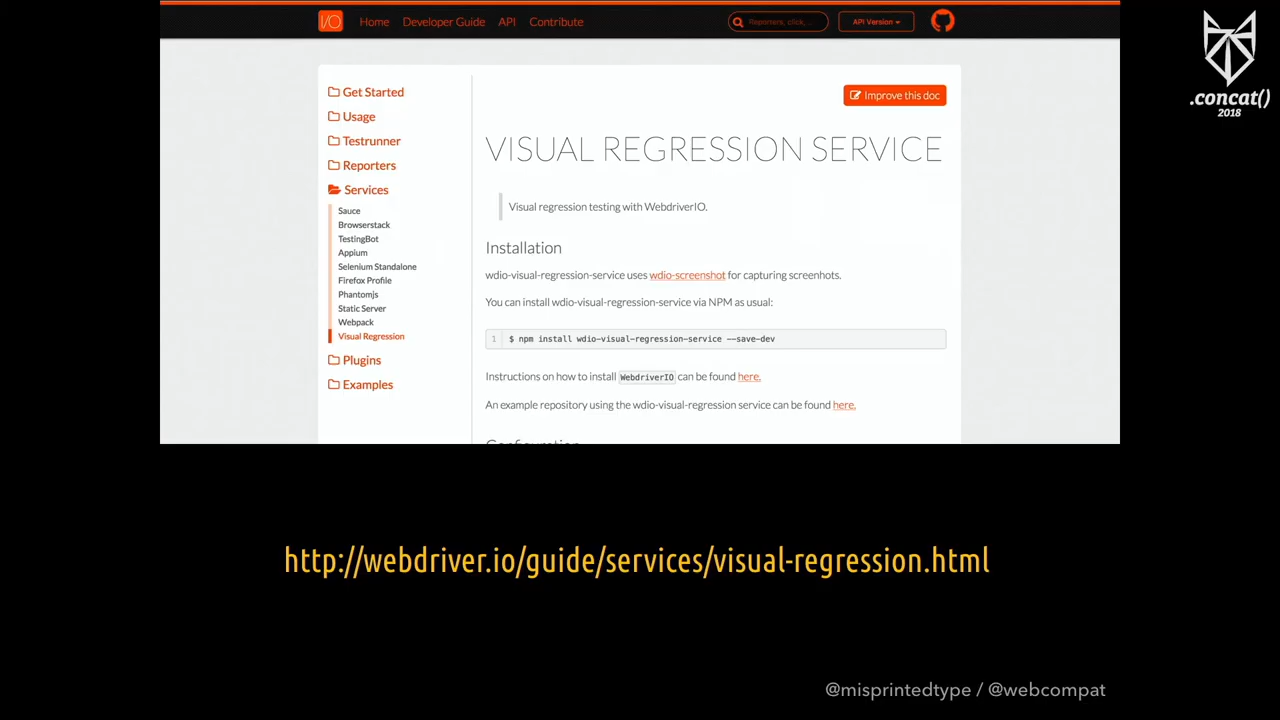 I/O Home Developer Guide API Contribute Reporters, click, ... API Version
.concat()
2018
Get Started
Usage
Testrunner
Reporters
Services
Sauce
Browserstack
TestingBot
Appium
Selenium Standalone
Firefox Profile
Phantomjs
Static Server
Webpack
Visual Regression
Plugins
Examples
Improve this doc
VISUAL REGRESSION SERVICE
Visual regression testing with WebdriverIO.
Installation
wdio-visual-regression-service uses wdio-screenshot for capturing screenhots.
You can install wdio-visual-regression-service via NPM as usual:
1 $ npm install wdio-visual-regression-service --save-dev
Instructions on how to install WebdriverIO can be found here.
An example repository using the wdio-visual-regression service can be found here.
Configuration
http://webdriver.io/guide/services/visual-regression.html
@misprintedtype / @webcompat